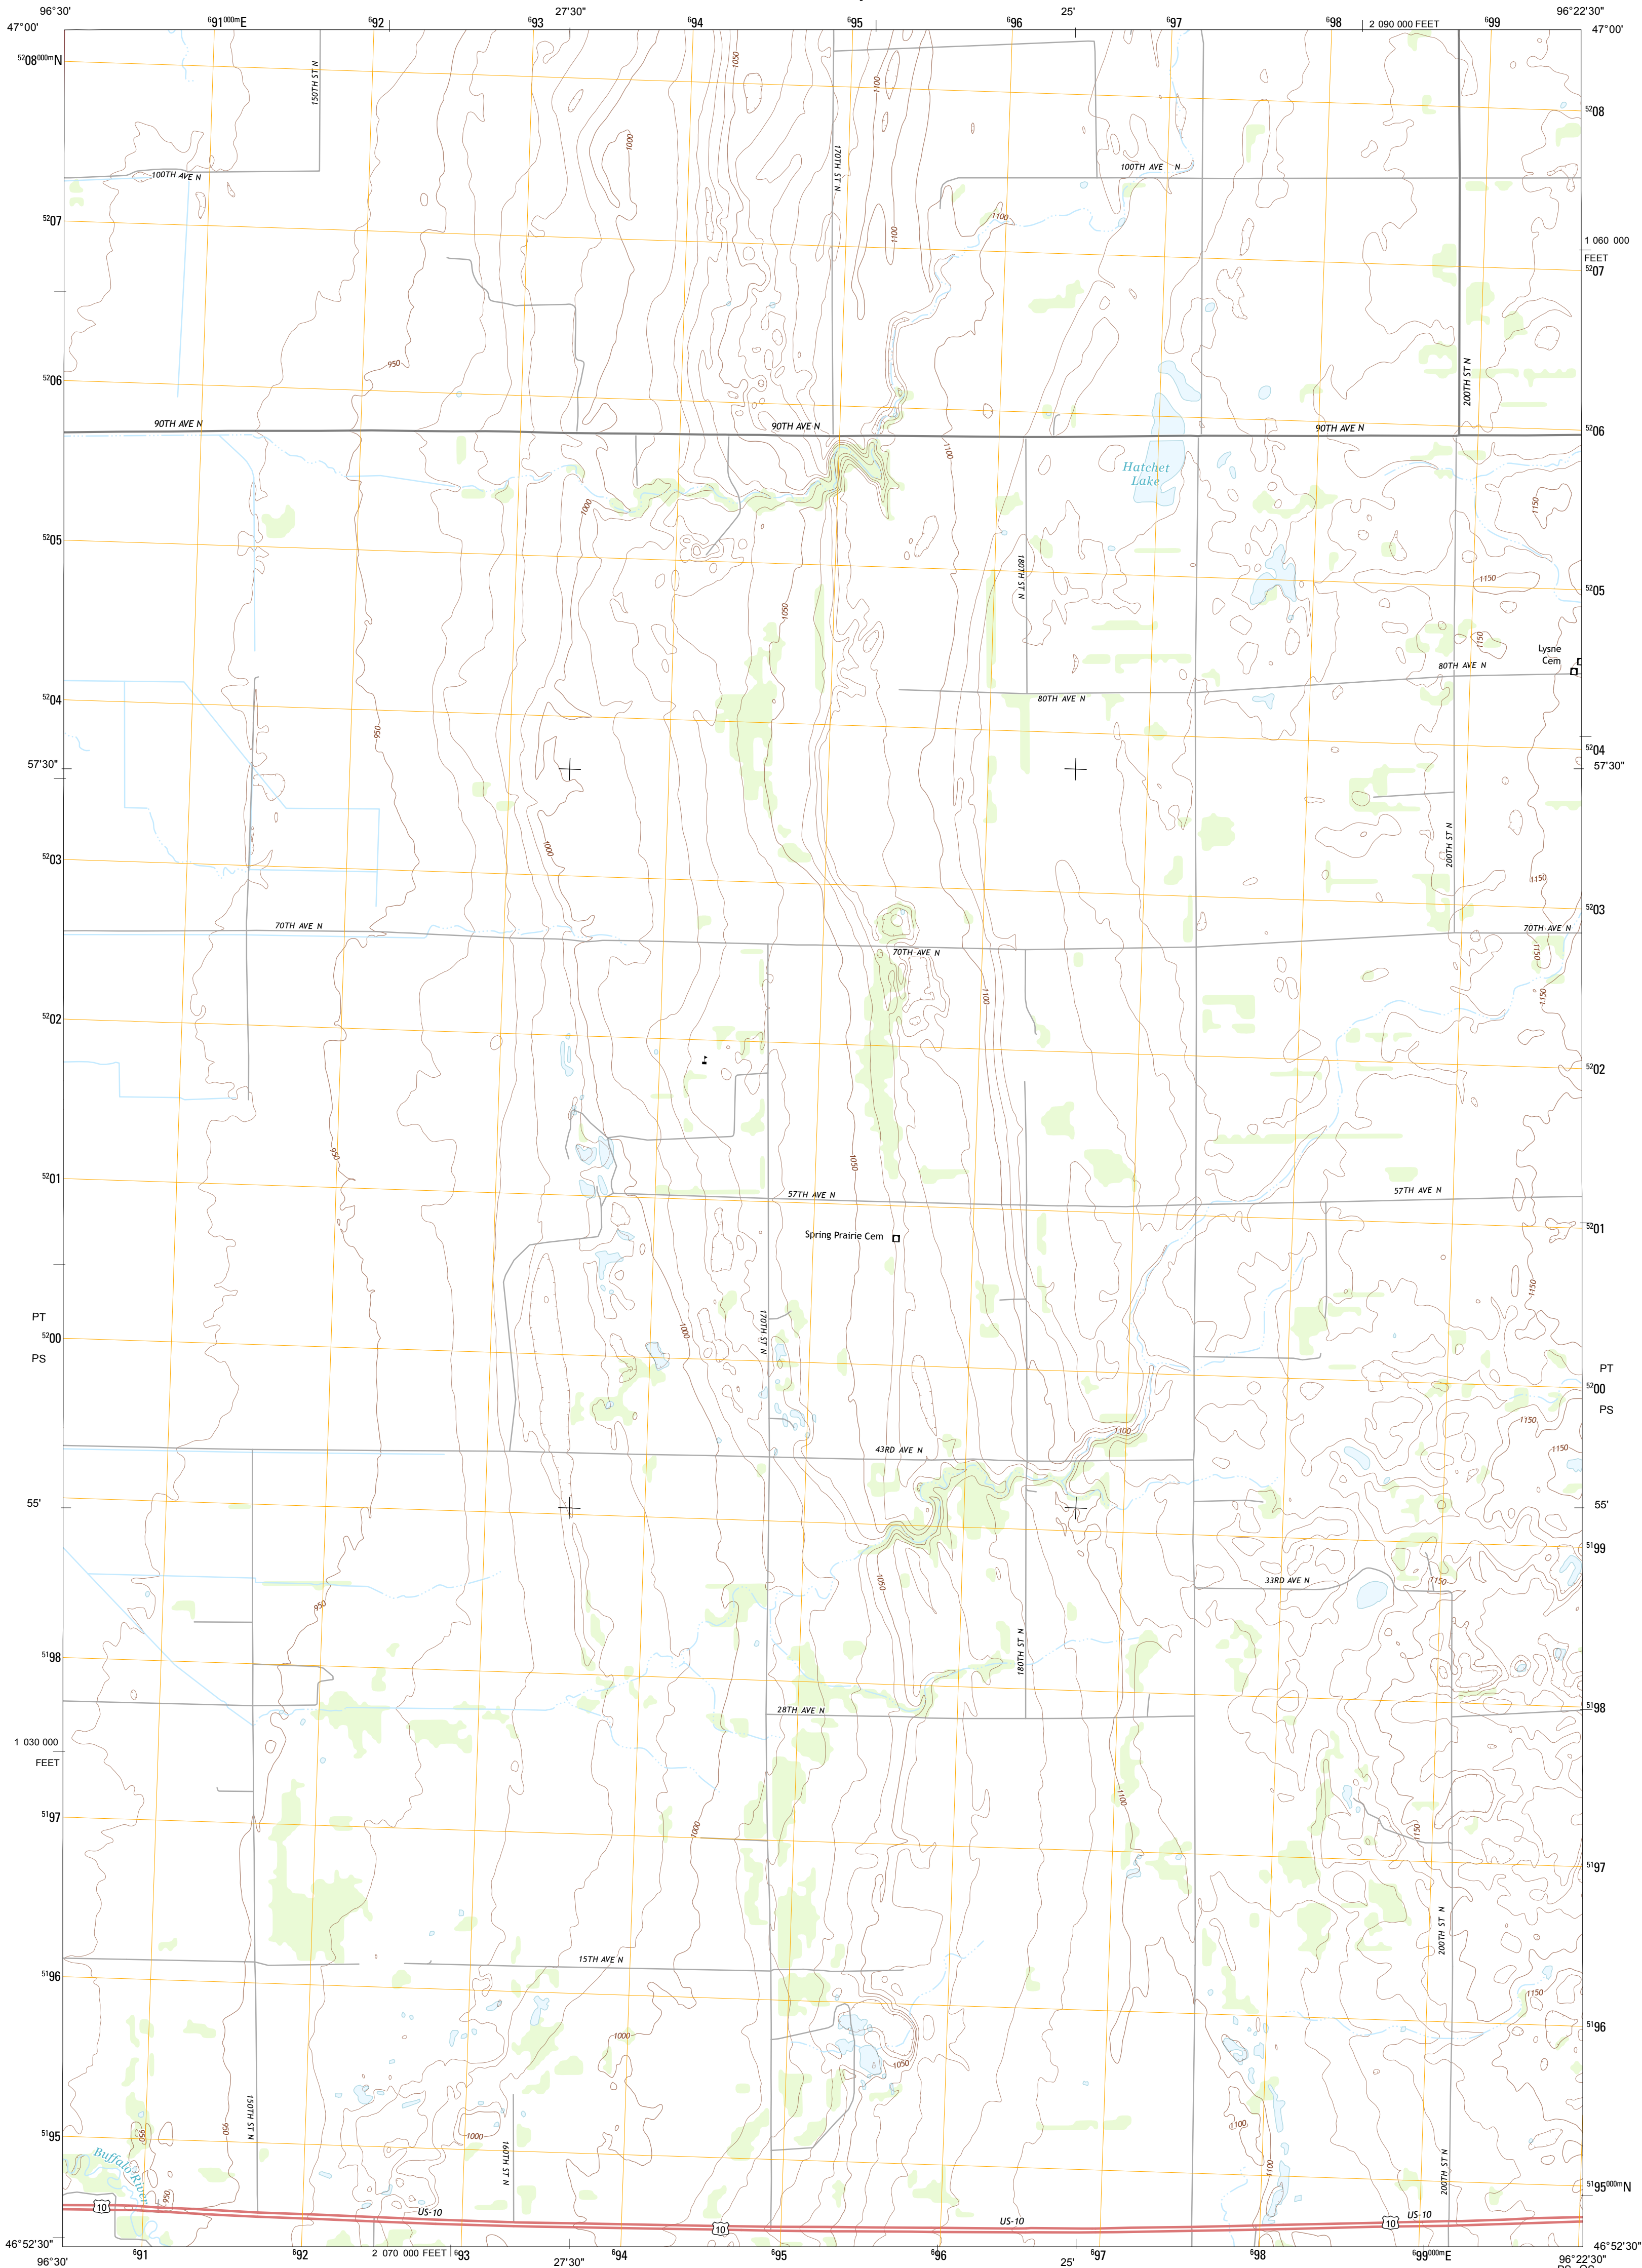 96°30'
⁶91⁰⁰⁰ᵐE
⁶92
⁶93
27'30"
⁶94
⁶95
⁶96
25'
⁶97
⁶98
2 090 000 FEET
⁶99
96°22'30"
47°00'
47°00'
⁵²08⁰⁰⁰ᵐN
1050
1100
150TH ST N
⁵²08
1000
170TH ST N
100TH AVE N
100TH AVE N
⁵²07
1100
1100
1 060 000
FEET
⁵²07
950
200TH ST N
⁵²06
90TH AVE N
90TH AVE N
90TH AVE N
⁵²06
1100
Hatchet
Lake
1000
1150
⁵²05
180TH ST N
1150
⁵²05
1050
1150
Lysne
Cem
80TH AVE N
80TH AVE N
⁵²04
950
⁵²04
57'30"
57'30"
1000
200TH ST N
⁵²03
1150
⁵²03
70TH AVE N
70TH AVE N
70TH AVE N
1150
1100
1150
⁵²02
⁵²02
950
1050
⁵²01
57TH AVE N
57TH AVE N
⁵²01
Spring Prairie Cem
1150
PT
⁵²00
PS
1000
170TH ST N
PT
⁵²00
PS
1150
1100
1150
43RD AVE N
55'
55'
⁵¹99
1050
33RD AVE N
1150
950
180TH ST N
⁵¹98
28TH AVE N
⁵¹98
1 030 000
FEET
1100
⁵¹97
1000
1150
⁵¹97
200TH ST N
15TH AVE N
⁵¹96
1150
1000
⁵¹96
1050
150TH ST N
950
950
1000
1100
⁵¹95
160TH ST N
Buffalo River
950
1100
200TH ST N
⁵¹95⁰⁰⁰ᵐN
10
US-10
10
US-10
10
US-10
46°52'30"
46°52'30"
96°30'
⁶91
⁶92
2 070 000 FEET
⁶93
27'30"
⁶94
⁶95
⁶96
25'
⁶97
⁶98
⁶99⁰⁰⁰ᵐE
96°22'30"